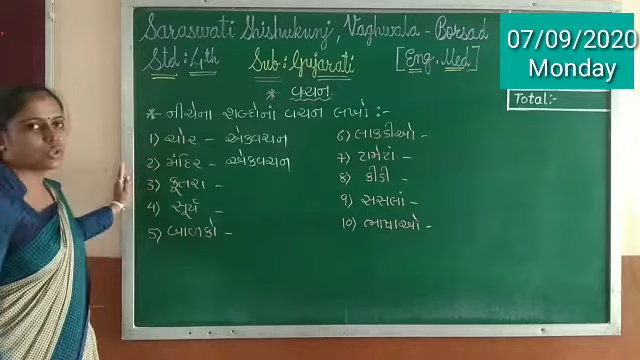 Saraswati Shishukunj, Vaghwala - Borsad
Std : 4th Sub : Gujarati [Eng. Med]
07/09/2020
Monday
Total:-
* વચન
* નીચેના શબ્દોનાં વચન લખો :-
1) ચોર - એકવચન
2) મંદિર - એકવચન
3) કૂતરા -
4) સૂર્ય -
5) બાળકો -
6) લાકડીઓ -
7) ટામેટાં -
8) કીડી -
9) સસલાં -
10) ભાષાઓ -